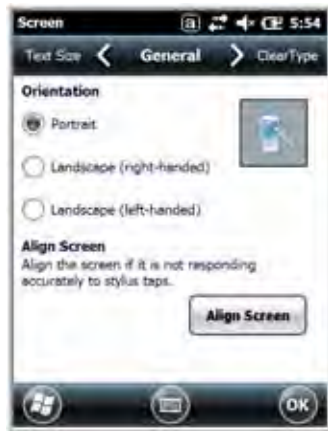 Screen a 5:54
Text Size General ClearType
Orientation
Portrait
Landscape (right-handed)
Landscape (left-handed)
Align Screen
Align the screen if it is not responding
accurately to stylus taps.
Align Screen
OK